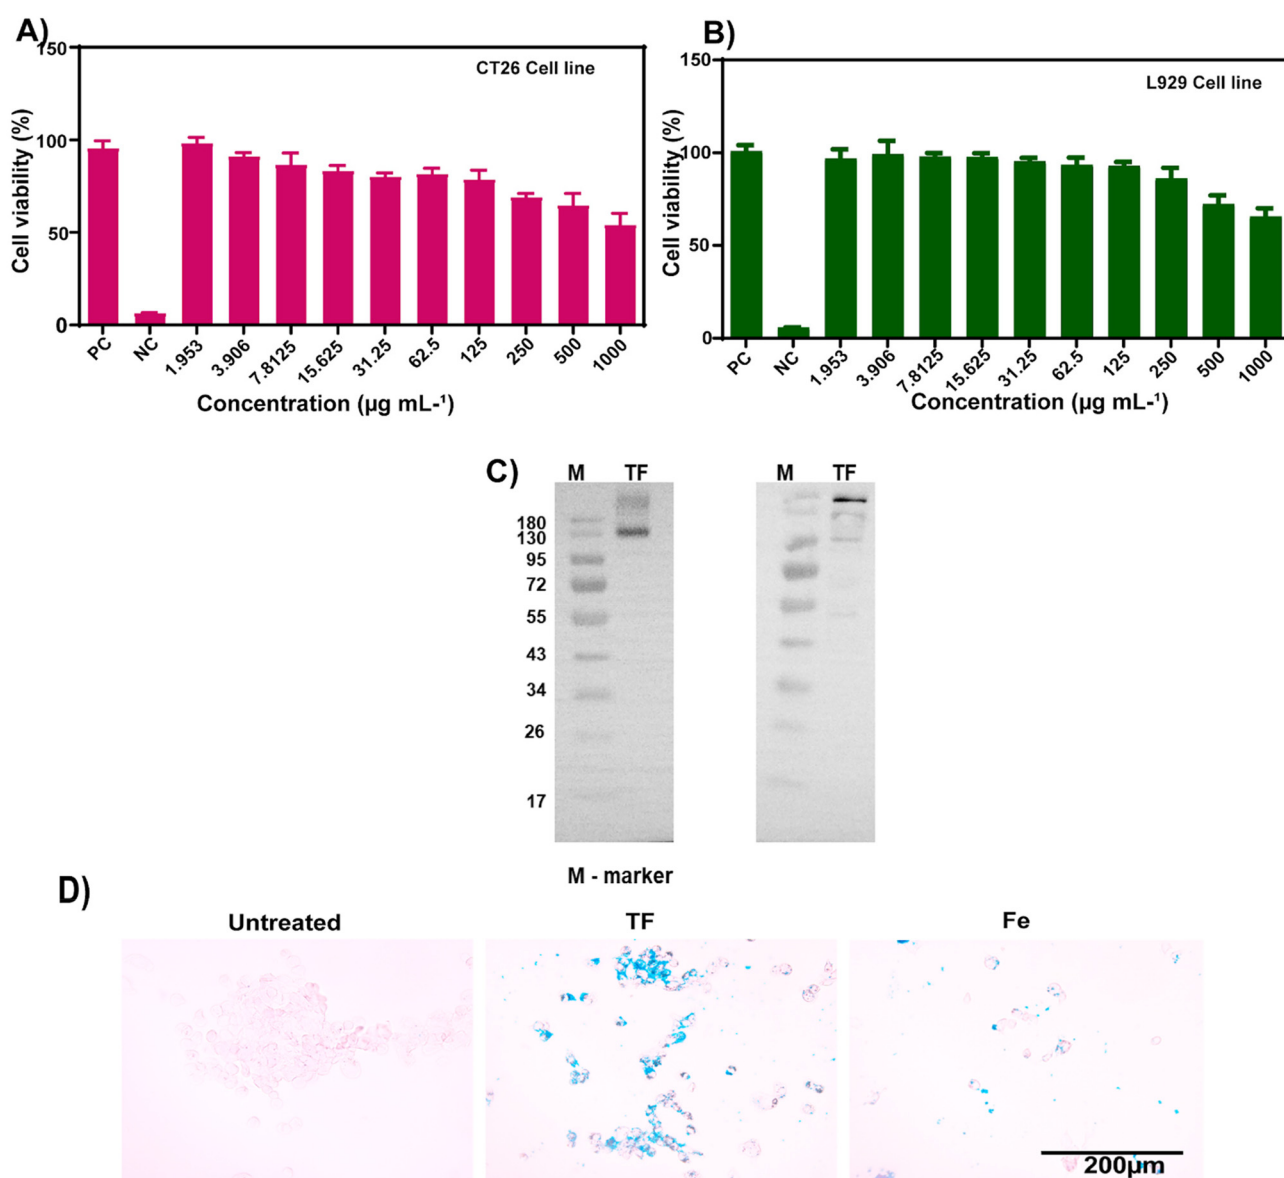 A)
150
100
50
0
Cell viability (%)
CT26 Cell line
PC NC 1.953 3.906 7.8125 15.625 31.25 62.5 125 250 500 1000
Concentration (µg mL-¹)
B)
150
100
50
0
Cell viability (%)
L929 Cell line
PC NC 1.953 3.906 7.8125 15.625 31.25 62.5 125 250 500 1000
Concentration (µg mL-¹)
C)
M TF
M TF
180
130
95
72
55
43
34
26
17
M - marker
D)
Untreated
TF
Fe
200µm